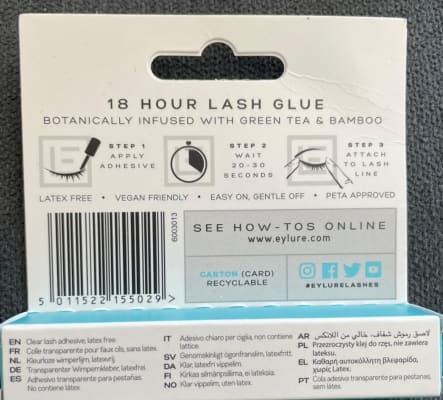 18 HOUR LASH GLUE
BOTANICALLY INFUSED WITH GREEN TEA & BAMBOO
STEP 1
APPLY
ADHESIVE
STEP 2
WAIT
20-30
SECONDS
STEP 3
ATTACH
TO LASH
LINE
LATEX FREE • VEGAN FRIENDLY • EASY ON, GENTLE OFF • PETA APPROVED
6003013
5 011522 155029 >
SEE HOW-TOS ONLINE
www.eylure.com
CARTON (CARD)
RECYCLABLE
#EYLURELASHES
EN Clear lash adhesive, latex free.
FR Colle transparente pour faux cils, sans latex.
NL Kleurloze wimperlijm, latexvrij.
DE Transparenter Wimpernkleber, latexfrei
ES Adhesivo transparente para pestañas.
No contiene látex.
IT Adesivo chiaro per ciglia, non contiene
lattice.
SV Genomskinligt ögonfranslim, latexfritt.
DA Klar, latexfri vippelim
FI Kirkas silmäripsiliima, ei lateksia.
NO Klar vippelim, uten latex.
AR لاصق رموش شفاف، خالي من اللاتكس
PL Przezroczysty klej do rzęs, nie zawiera
lateksu.
EL Καθαρή αυτοκόλλητη βλεφαρίδα,
χωρίς Latex.
PT Cola adesiva transparente para pestanas,
sem latex.